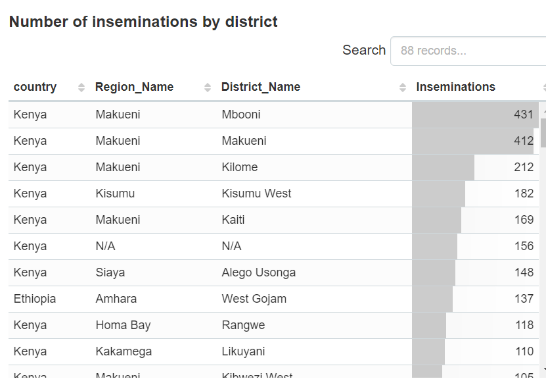 Number of inseminations by district
Search 88 records...
country Region_Name District_Name Inseminations
Kenya Makueni Mbooni 431
Kenya Makueni Makueni 412
Kenya Makueni Kilome 212
Kenya Kisumu Kisumu West 182
Kenya Makueni Kaiti 169
Kenya N/A N/A 156
Kenya Siaya Alego Usonga 148
Ethiopia Amhara West Gojam 137
Kenya Homa Bay Rangwe 118
Kenya Kakamega Likuyani 110
Kenya Makueni Kibwezi West 105